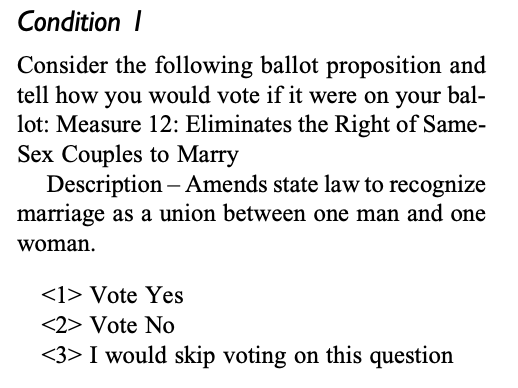 Condition 1
Consider the following ballot proposition and
tell how you would vote if it were on your bal-
lot: Measure 12: Eliminates the Right of Same-
Sex Couples to Marry
Description – Amends state law to recognize
marriage as a union between one man and one
woman.
<1> Vote Yes
<2> Vote No
<3> I would skip voting on this question